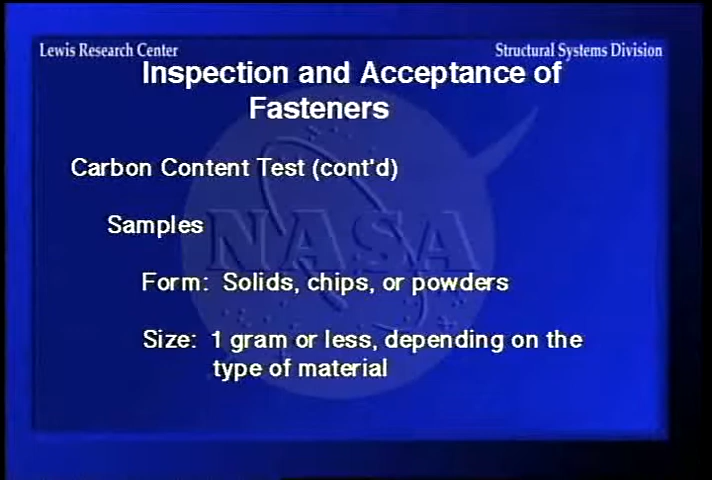 Lewis Research Center
Structural Systems Division
Inspection and Acceptance of
Fasteners
Carbon Content Test (cont'd)
Samples
Form: Solids, chips, or powders
Size: 1 gram or less, depending on the
type of material
NASA